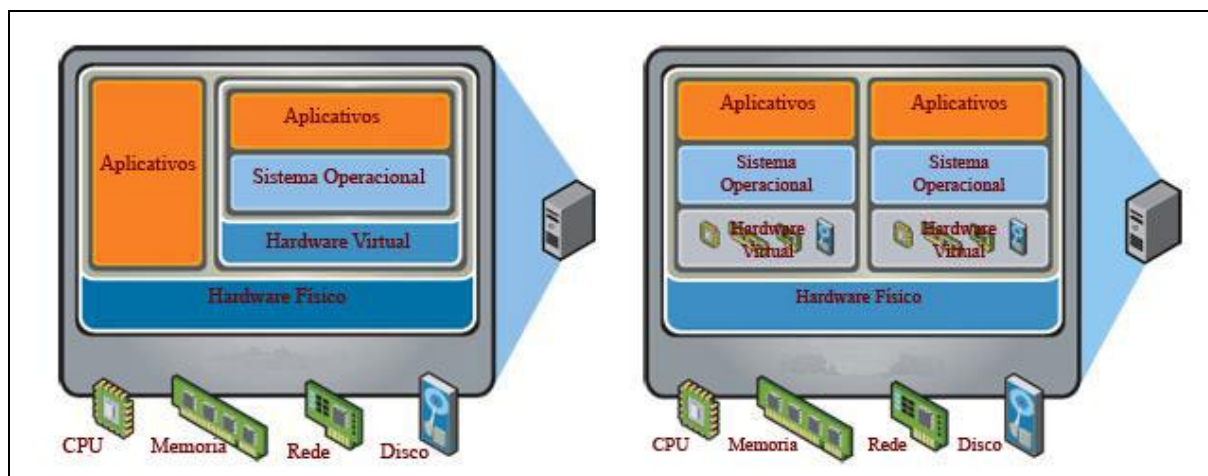 Aplicativos
Aplicativos
Sistema Operacional
Hardware Virtual
Hardware Físico
CPU
Memoria
Rede
Disco
Aplicativos
Sistema
Operacional
Hardware
Virtual
Aplicativos
Sistema
Operacional
Hardware
Virtual
Hardware Físico
CPU
Memoria
Rede
Disco